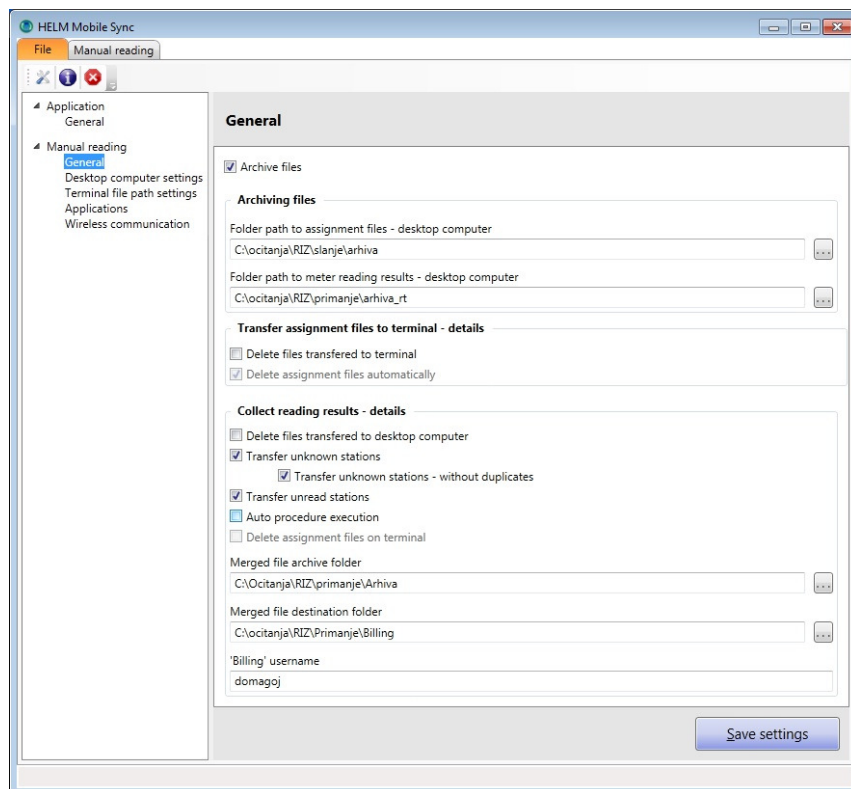 HELM Mobile Sync
File
Manual reading
Application
General
Manual reading
General
Desktop computer settings
Terminal file path settings
Applications
Wireless communication
General
Archive files
Archiving files
Folder path to assignment files - desktop computer
C:\ocitanja\RIZ\slanje\arhiva
...
Folder path to meter reading results - desktop computer
C:\ocitanja\RIZ\primanje\arhiva_rt
...
Transfer assignment files to terminal - details
Delete files transfered to terminal
Delete assignment files automatically
Collect reading results - details
Delete files transfered to desktop computer
Transfer unknown stations
Transfer unknown stations - without duplicates
Transfer unread stations
Auto procedure execution
Delete assignment files on terminal
Merged file archive folder
C:\Ocitanja\RIZ\primanje\Arhiva
...
Merged file destination folder
C:\ocitanja\RIZ\Primanje\Billing
...
'Billing' username
domagoj
Save settings